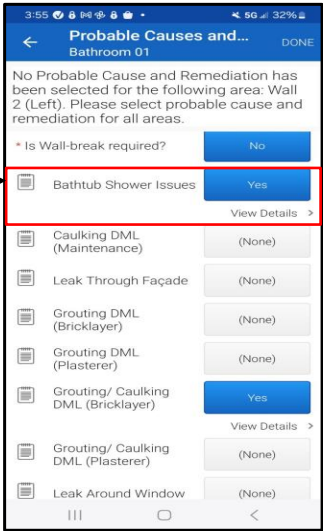 3:55 5G 32%
Probable Causes and...
Bathroom 01
DONE
No Probable Cause and Remediation has
been selected for the following area: Wall
2 (Left). Please select probable cause and
remediation for all areas.
* Is Wall-break required? No
Bathtub Shower Issues Yes
View Details >
Caulking DML
(Maintenance)
(None)
Leak Through Façade (None)
Grouting DML
(Bricklayer)
(None)
Grouting DML
(Plasterer)
(None)
Grouting/ Caulking
DML (Bricklayer)
Yes
View Details >
Grouting/ Caulking
DML (Plasterer)
(None)
Leak Around Window (None)